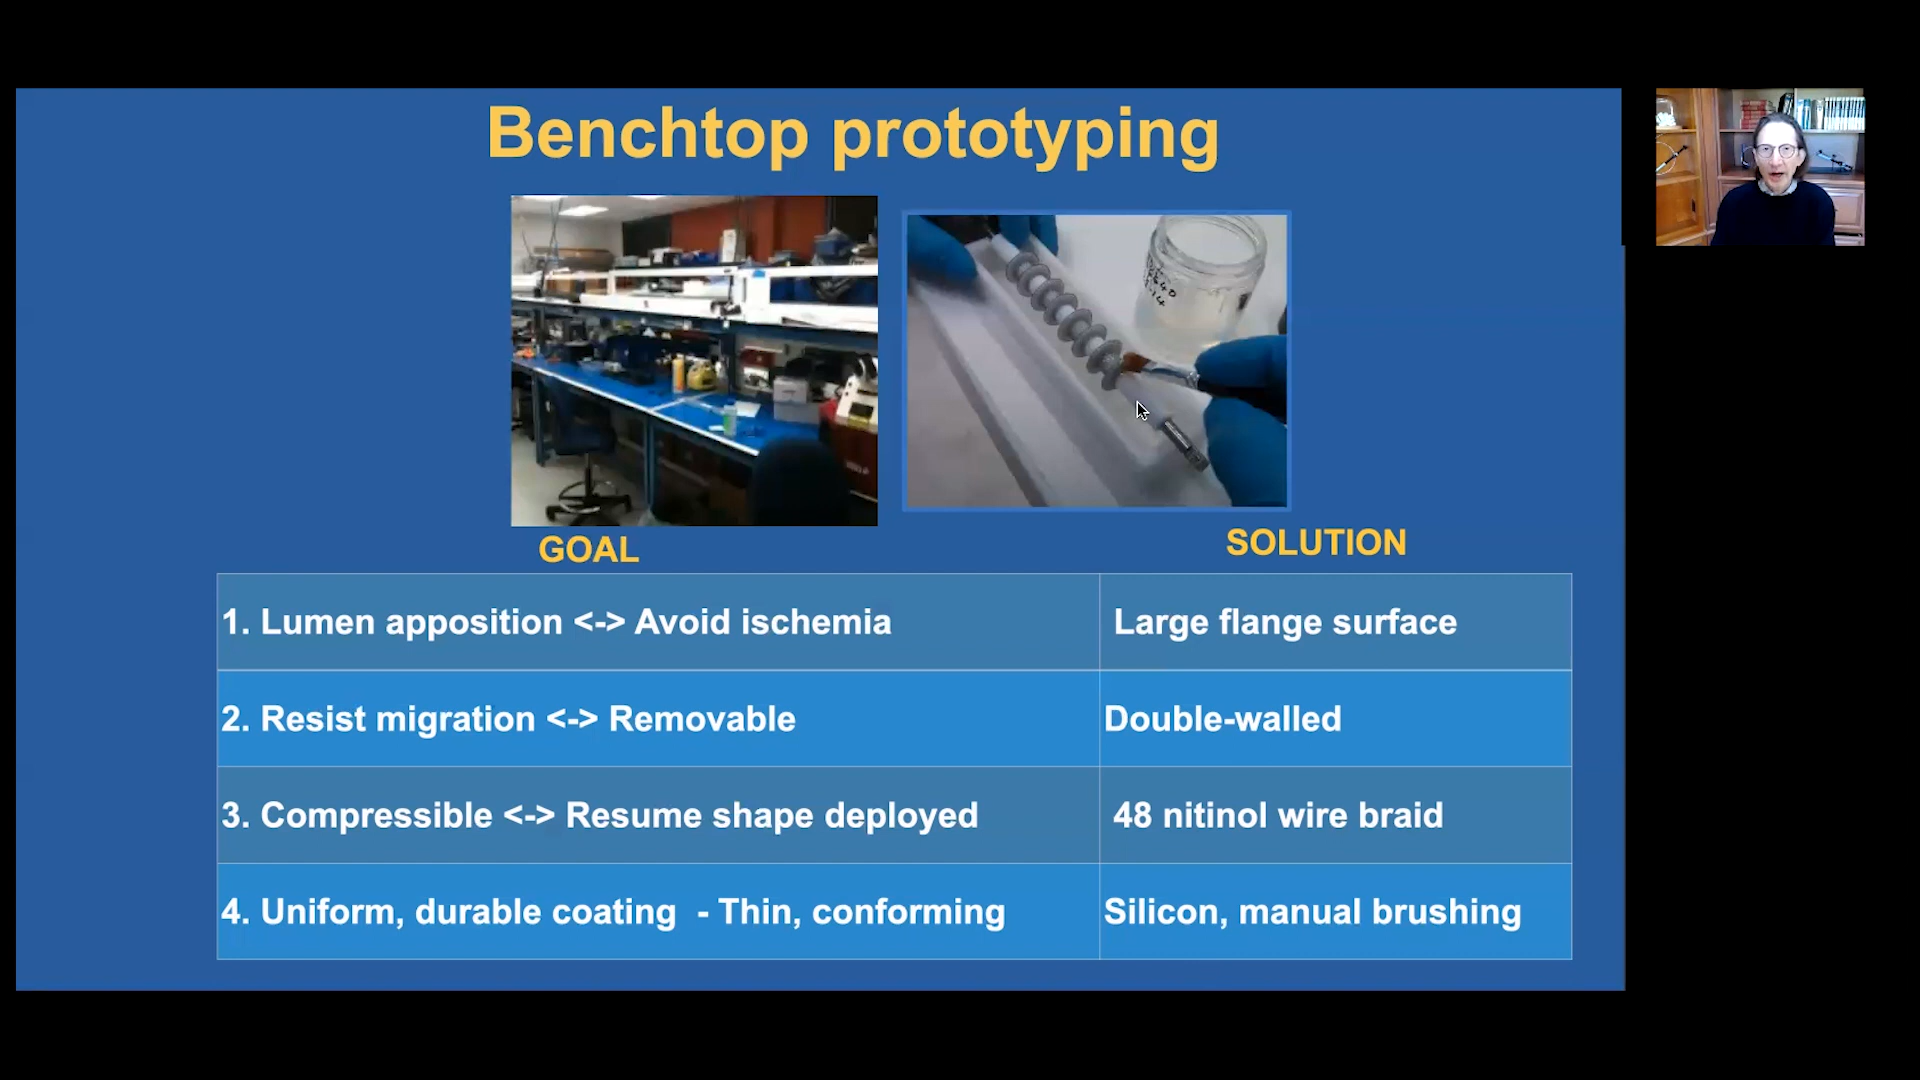 Benchtop prototyping
GOAL
SOLUTION
1. Lumen apposition <-> Avoid ischemia
Large flange surface
2. Resist migration <-> Removable
Double-walled
3. Compressible <-> Resume shape deployed
48 nitinol wire braid
4. Uniform, durable coating - Thin, conforming
Silicon, manual brushing